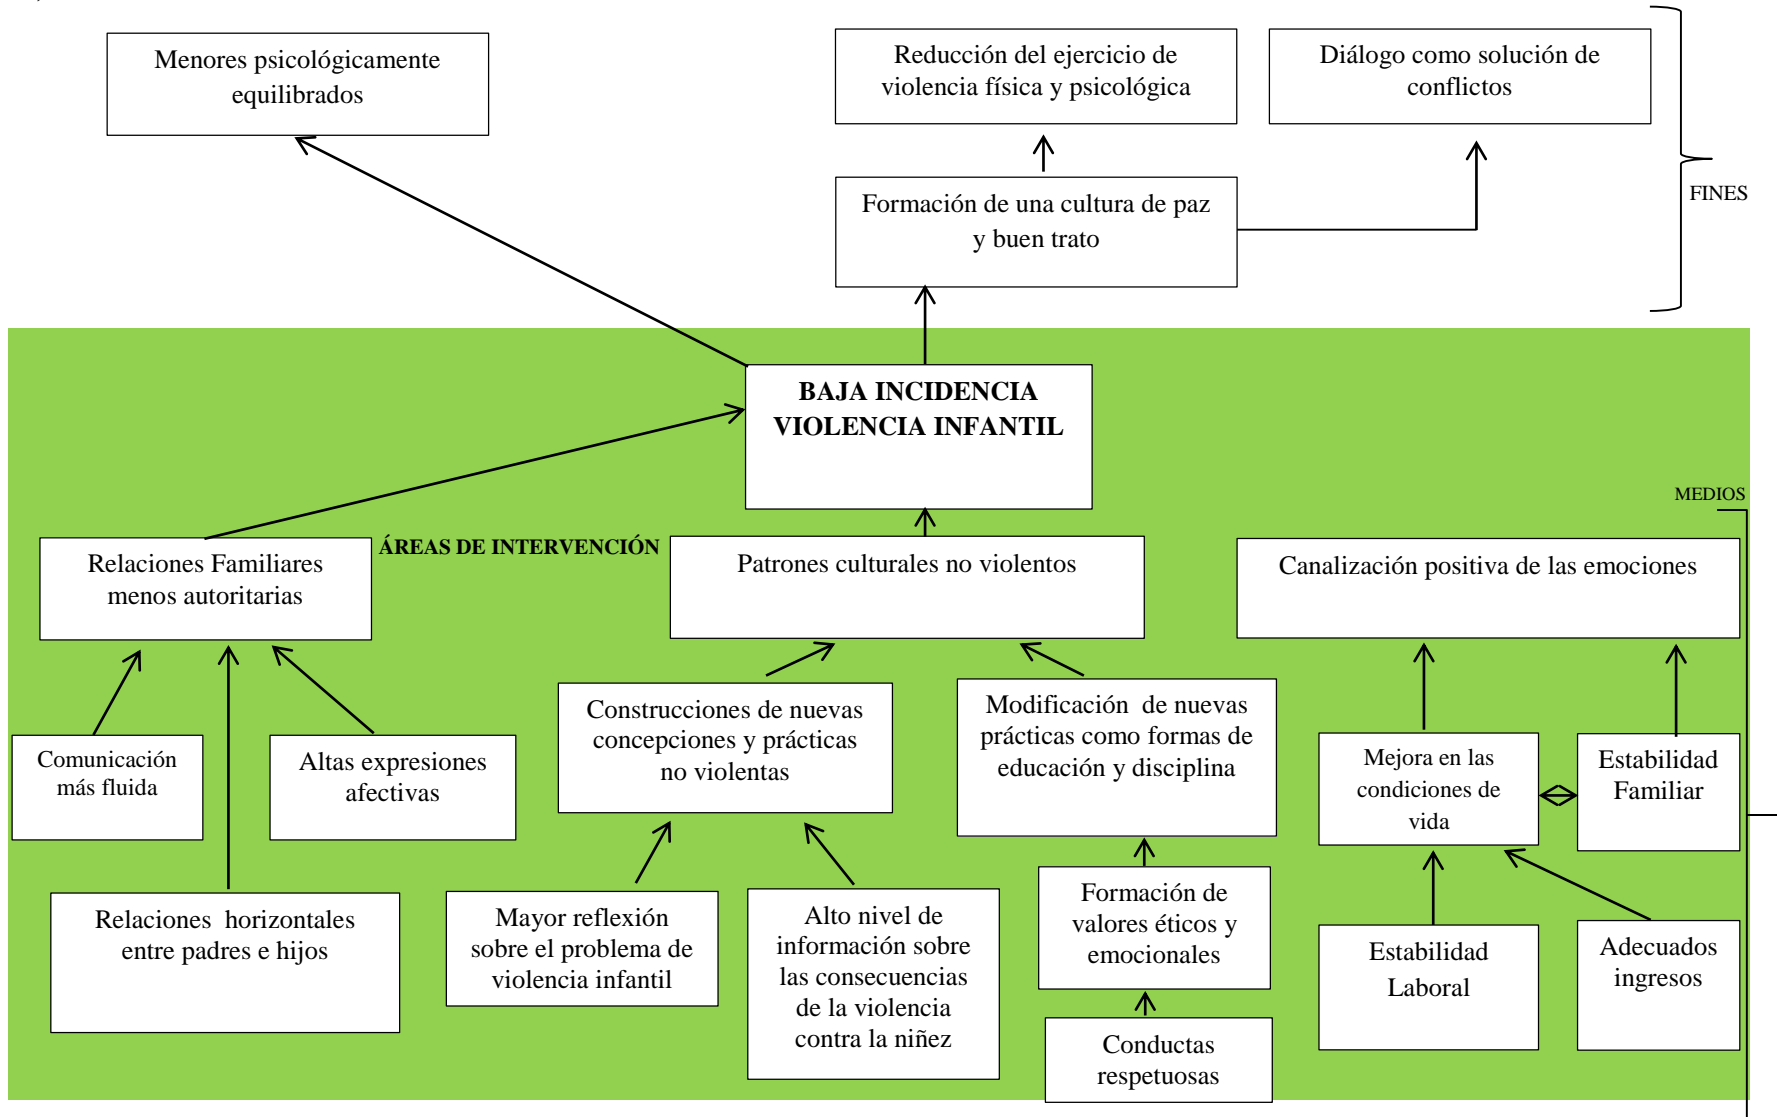 Menores psicológicamente
equilibrados
Reducción del ejercicio de
violencia física y psicológica
Diálogo como solución de
conflictos
Formación de una cultura de paz
y buen trato
FINES
BAJA INCIDENCIA
VIOLENCIA INFANTIL
MEDIOS
ÁREAS DE INTERVENCIÓN
Relaciones Familiares
menos autoritarias
Patrones culturales no violentos
Canalización positiva de las emociones
Comunicación
más fluida
Altas expresiones
afectivas
Construcciones de nuevas
concepciones y prácticas
no violentas
Modificación  de nuevas
prácticas como formas de
educación y disciplina
Mejora en las
condiciones de
vida
Estabilidad
Familiar
Relaciones  horizontales
entre padres e hijos
Mayor reflexión
sobre el problema de
violencia infantil
Alto nivel de
información sobre
las consecuencias
de la violencia
contra la niñez
Formación de
valores éticos y
emocionales
Conductas
respetuosas
Estabilidad
Laboral
Adecuados
ingresos